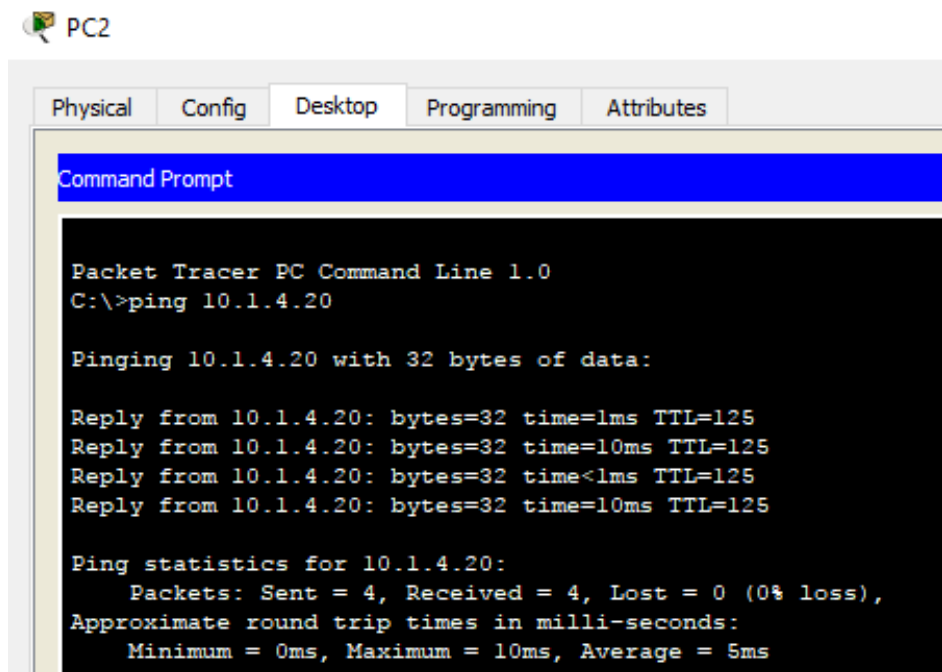 PC2
Physical Config Desktop Programming Attributes
Command Prompt
Packet Tracer PC Command Line 1.0
C:\>ping 10.1.4.20
Pinging 10.1.4.20 with 32 bytes of data:
Reply from 10.1.4.20: bytes=32 time=1ms TTL=125
Reply from 10.1.4.20: bytes=32 time=10ms TTL=125
Reply from 10.1.4.20: bytes=32 time<1ms TTL=125
Reply from 10.1.4.20: bytes=32 time=10ms TTL=125
Ping statistics for 10.1.4.20:
Packets: Sent = 4, Received = 4, Lost = 0 (0% loss),
Approximate round trip times in milli-seconds:
Minimum = 0ms, Maximum = 10ms, Average = 5ms